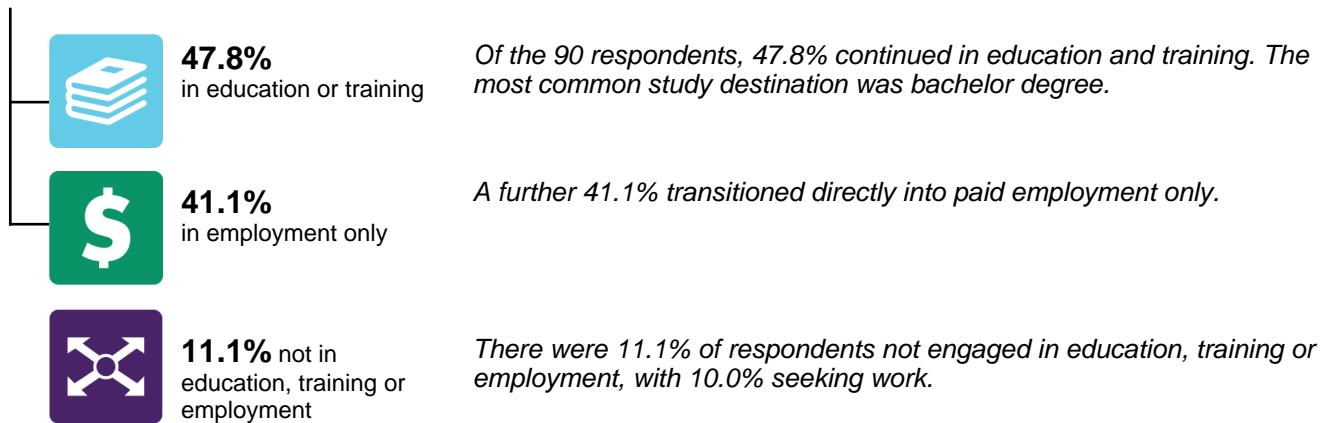 47.8%
in education or training
Of the 90 respondents, 47.8% continued in education and training. The
most common study destination was bachelor degree.
$
41.1%
in employment only
A further 41.1% transitioned directly into paid employment only.
11.1% not in
education, training or
employment
There were 11.1% of respondents not engaged in education, training or
employment, with 10.0% seeking work.